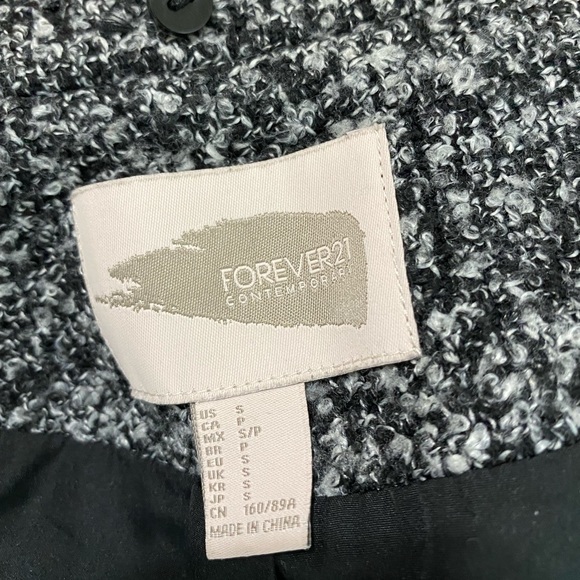 FOREVER21
CONTEMPORARY
US S
CA P
MX S/P
BR P
EU S
UK S
KR S
JP S
CN 160/89A
MADE IN CHINA